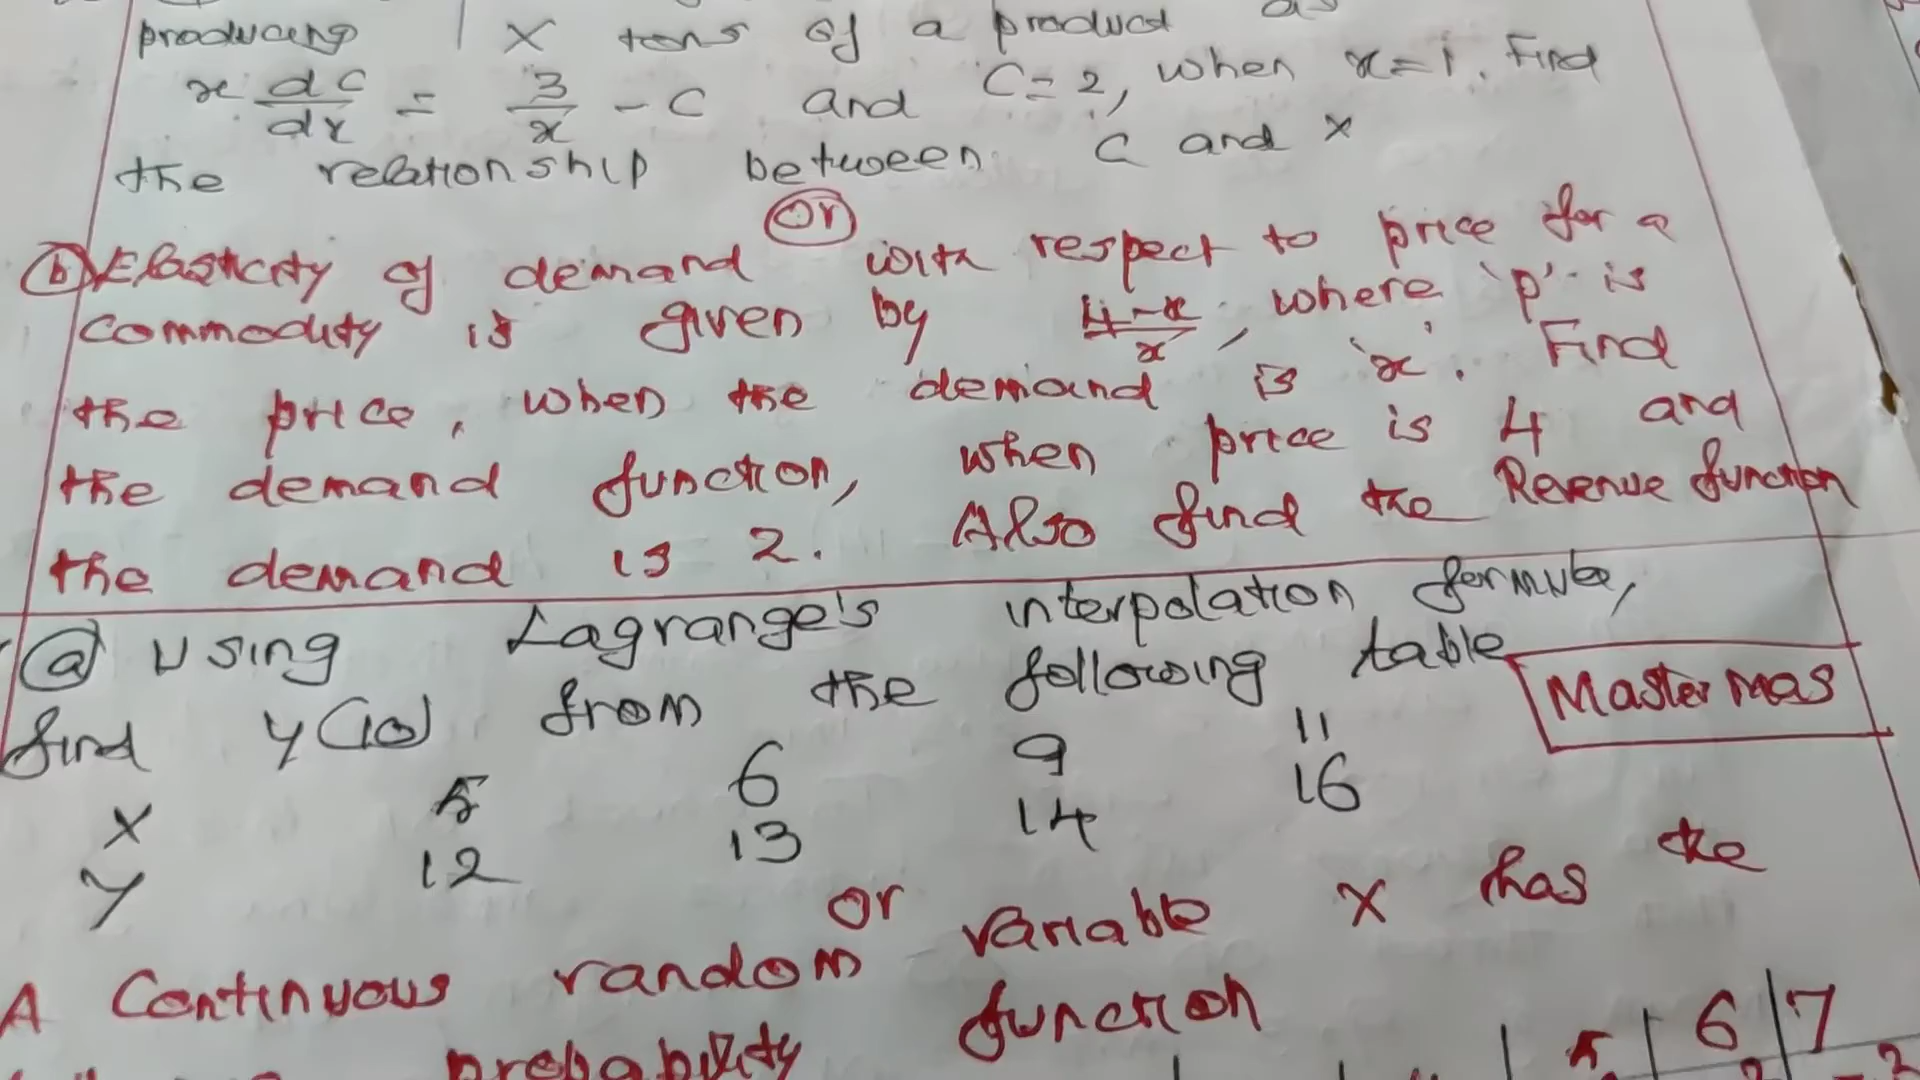 producing x tons of a product as
x dc/dx = 3/x - C and C=2, when x=1. Find
the relationship between C and x
or
b) Elasticity of demand with respect to price for a
commodity is given by 4-x/x, where 'p' is
the price, when the demand is 'x'. Find
the demand function, when price is 4 and
the demand is 2. Also find the Revenue function
a) Using Lagrange's interpolation formula,
find y(10) from the following table
Master mas
X 5 6 9 11
Y 12 13 14 16
or
A Continuous random variable X has the
probability function
5 6 7